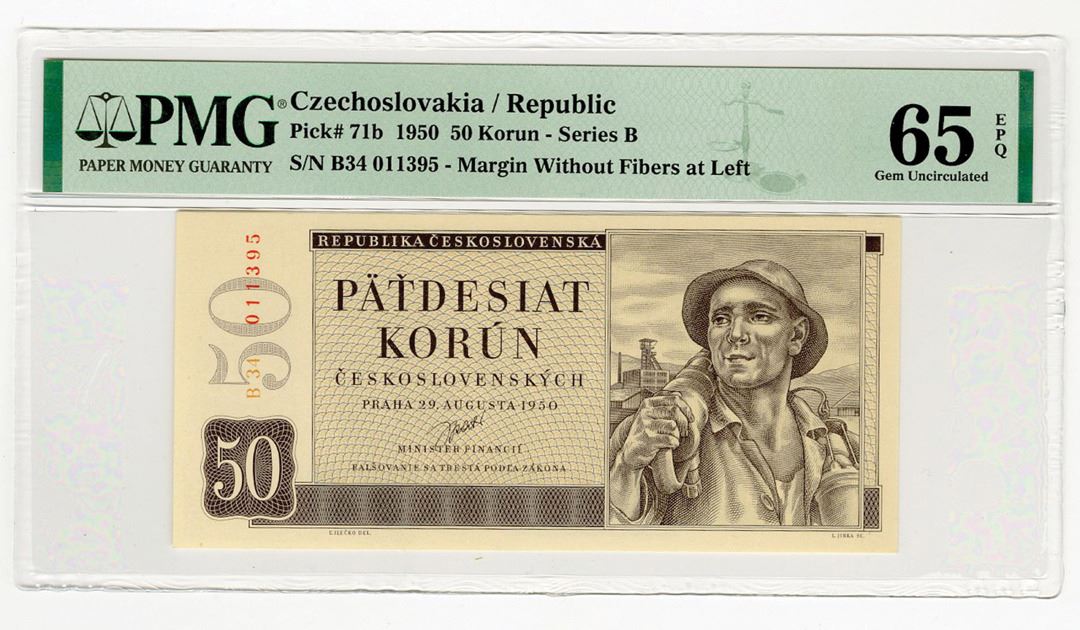 PMG®
PAPER MONEY GUARANTY
Czechoslovakia / Republic
Pick# 71b 1950 50 Korun - Series B
S/N B34 011395 - Margin Without Fibers at Left
65
EPQ
Gem Uncirculated
B34 011395
50
REPUBLIKA ČESKOSLOVENSKÁ
PÄŤDESIAT
KORÚN
ČESKOSLOVENSKÝCH
PRAHA 29. AUGUSTA 1950
MINISTER FINANCIÍ
FALŠOVANIE SA TRESTÁ PODĽA ZÁKONA
50
L. JIRKA SC.